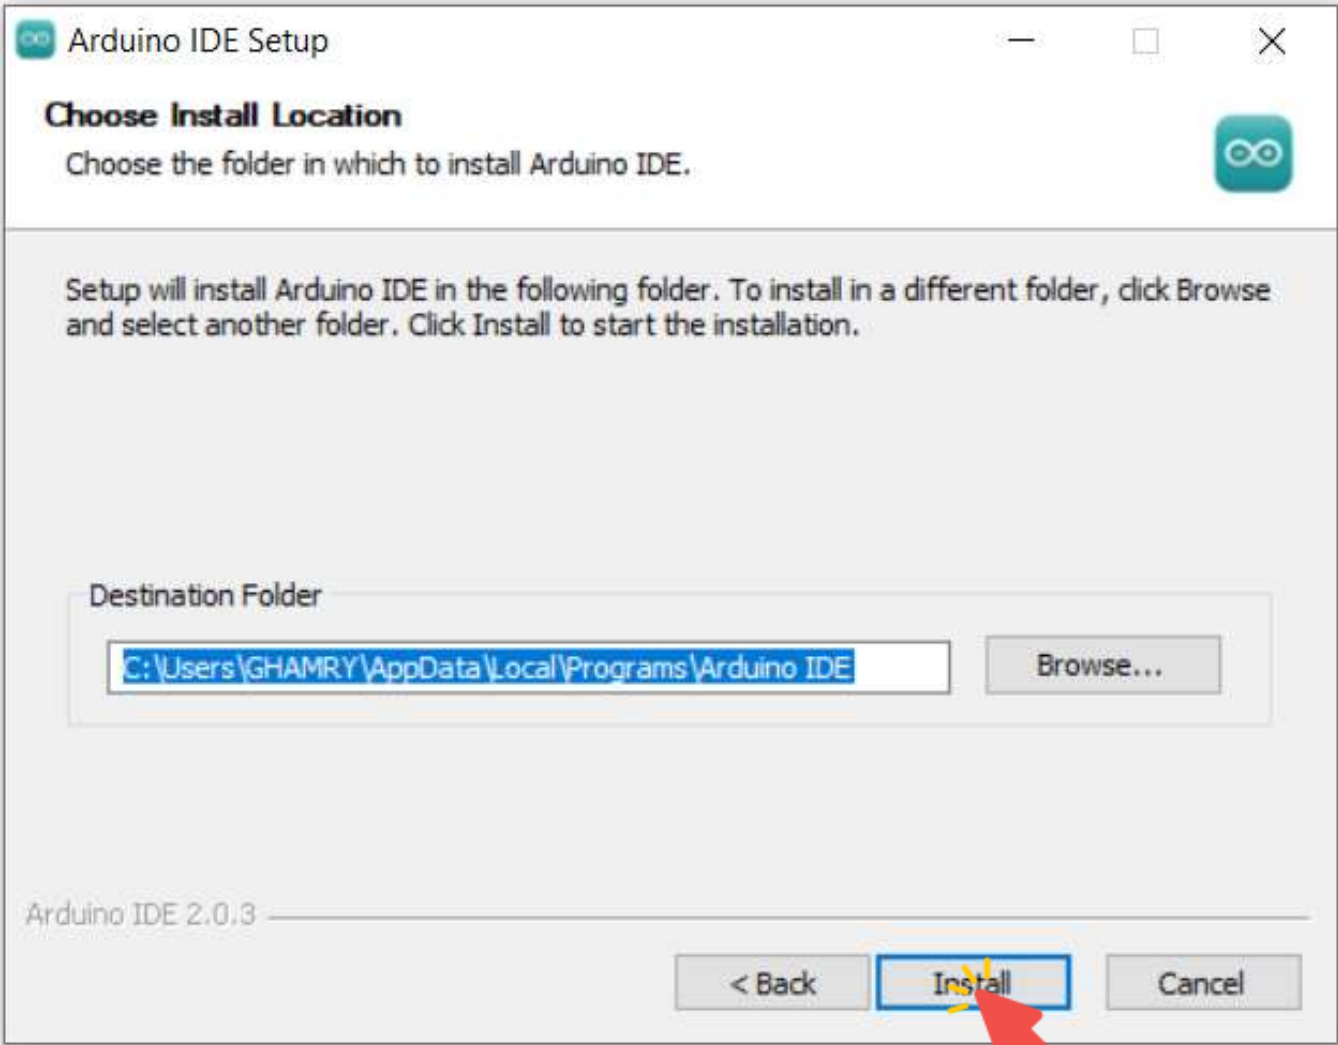 Arduino IDE Setup
Choose Install Location
Choose the folder in which to install Arduino IDE.
Setup will install Arduino IDE in the following folder. To install in a different folder, click Browse
and select another folder. Click Install to start the installation.
Destination Folder
C:\Users\GHAMRY\AppData\Local\Programs\Arduino IDE
Browse...
Arduino IDE 2.0.3
< Back
Install
Cancel